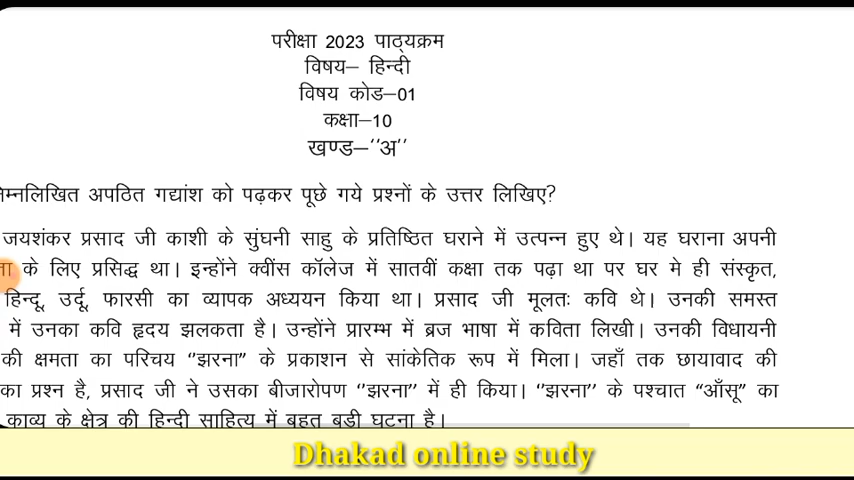 परीक्षा 2023 पाठ्यक्रम
विषय– हिन्दी
विषय कोड–01
कक्षा–10
खण्ड–‘‘अ’’
अपठित गद्यांश को पढ़कर पूछे गये प्रश्नों के उत्तर लिखिए?
जयशंकर प्रसाद जी काशी के सुंघनी साहु के प्रतिष्ठित घराने में उत्पन्न हुए थे। यह घराना अपनी
के लिए प्रसिद्ध था। इन्होंने क्वींस कॉलेज में सातवीं कक्षा तक पढ़ा था पर घर मे ही संस्कृत,
हिन्दू, उर्दू, फारसी का व्यापक अध्ययन किया था। प्रसाद जी मूलतः कवि थे। उनकी समस्त
में उनका कवि हृदय झलकता है। उन्होंने प्रारम्भ में ब्रज भाषा में कविता लिखी। उनकी विधायनी
की क्षमता का परिचय ‘‘झरना’’ के प्रकाशन से सांकेतिक रूप में मिला। जहाँ तक छायावाद की
का प्रश्न है, प्रसाद जी ने उसका बीजारोपण ‘‘झरना’’ में ही किया। ‘‘झरना’’ के पश्चात ‘‘आँसू’’ का
काव्य के क्षेत्र की हिन्दी साहित्य में बहुत बड़ी घटना है।
Dhakad online study